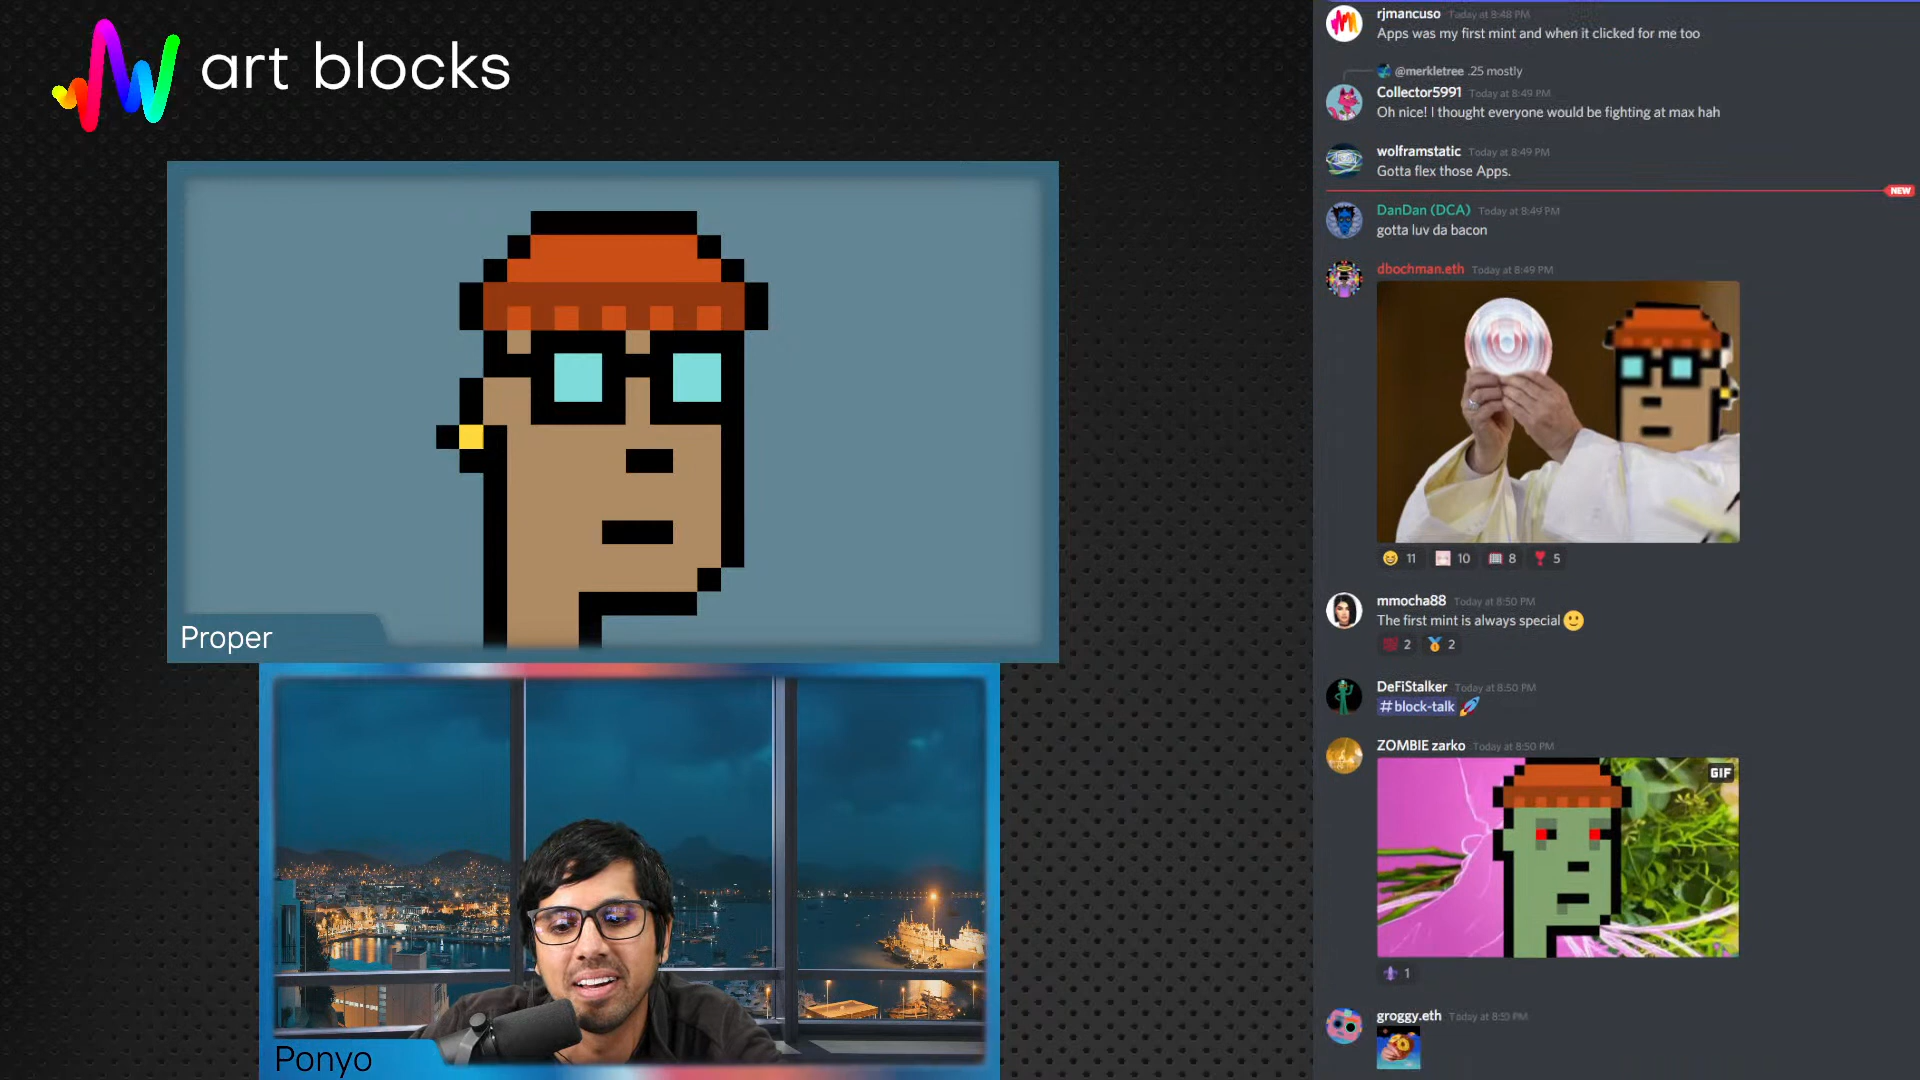 art blocks
Proper
Ponyo
rjmancuso Today at 8:48 PM
Apps was my first mint and when it clicked for me too
@merkletree .25 mostly
Collector5991 Today at 8:49 PM
Oh nice! I thought everyone would be fighting at max hah
wolframstatic Today at 8:49 PM
Gotta flex those Apps.
NEW
DanDan (DCA) Today at 8:49 PM
gotta luv da bacon
dbochman.eth Today at 8:49 PM
11 10 8 5
mmocha88 Today at 8:50 PM
The first mint is always special
2 2
DeFiStalker Today at 8:50 PM
#block-talk
ZOMBIE zarko Today at 8:50 PM
GIF
1
groggy.eth Today at 8:50 PM